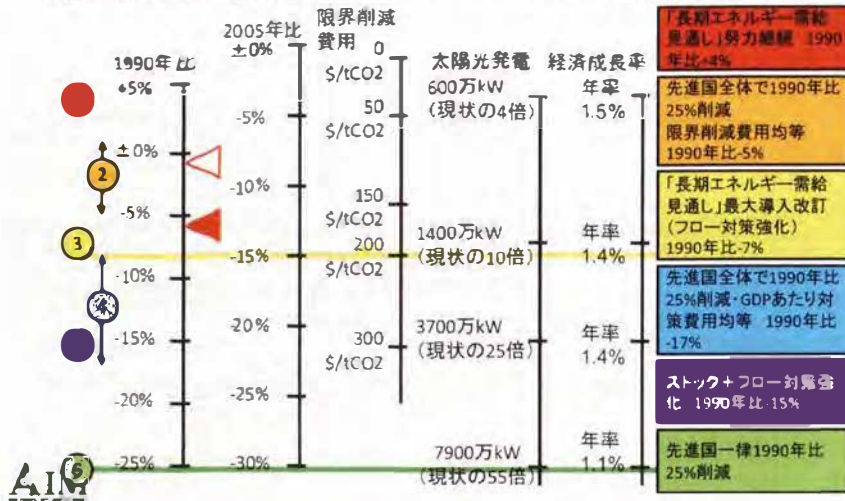 1990年比
+5%
±0%
-5%
-10%
-15%
-20%
-25%
2
3
4
6
AIM
2005年比
±0%
-5%
-10%
-15%
-20%
-25%
-30%
限界削減
費用
0
$/tCO2
50
$/tCO2
150
$/tCO2
200
$/tCO2
300
$/tCO2
太陽光発電
600万kW
(現状の4倍)
1400万kW
(現状の10倍)
3700万kW
(現状の25倍)
7900万kW
(現状の55倍)
経済成長率
年率
1.5%
年率
1.4%
年率
1.4%
年率
1.1%
「長期エネルギー需給
見通し」努力継続 1990
年比+4%
先進国全体で1990年比
25%削減
限界削減費用均等
1990年比-5%
「長期エネルギー需給
見通し」最大導入改訂
(フロー対策強化)
1990年比-7%
先進国全体で1990年比
25%削減・GDPあたり対
策費用均等 1990年比
-17%
ストック+フロー対策強
化 1990年比-15%
先進国一律1990年比
25%削減